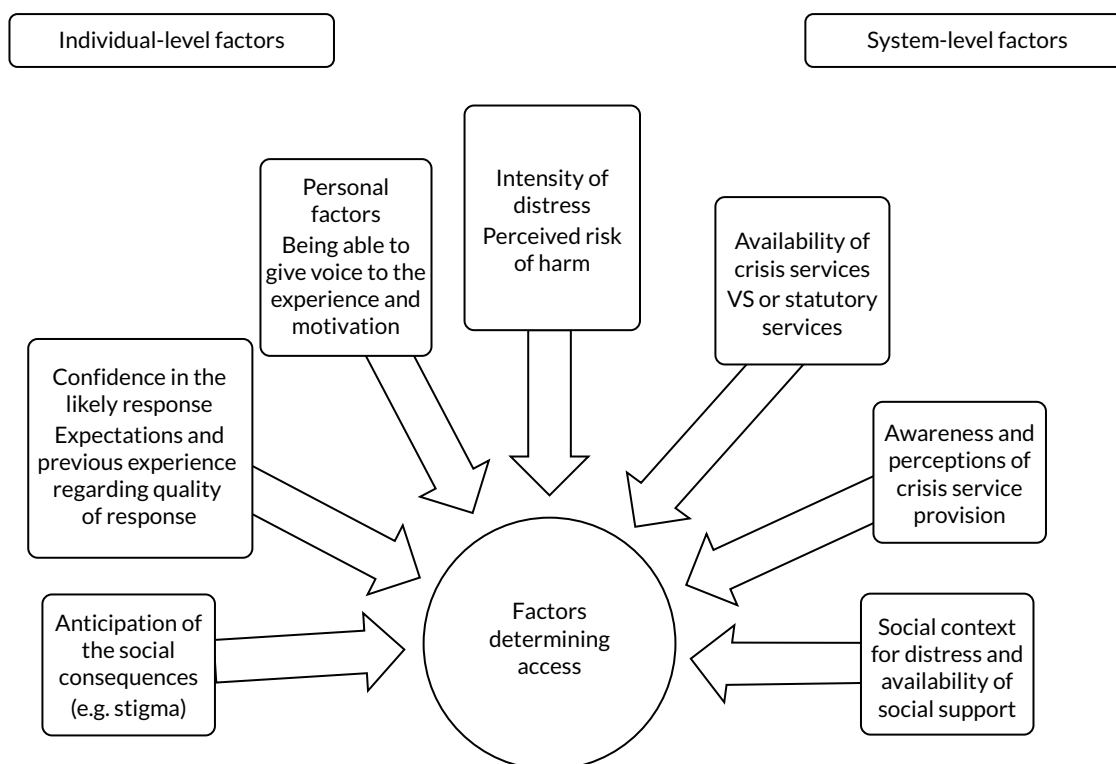 Individual-level factors
System-level factors
Intensity of
distress
Perceived risk
of harm
Personal
factors
Being able to
give voice to the
experience and
motivation
Availability of
crisis services
VS or statutory
services
Confidence in the
likely response
Expectations and
previous experience
regarding quality
of response
Awareness and
perceptions of
crisis service
provision
Anticipation of
the social
consequences
(e.g. stigma)
Factors
determining
access
Social context
for distress and
availability of
social support